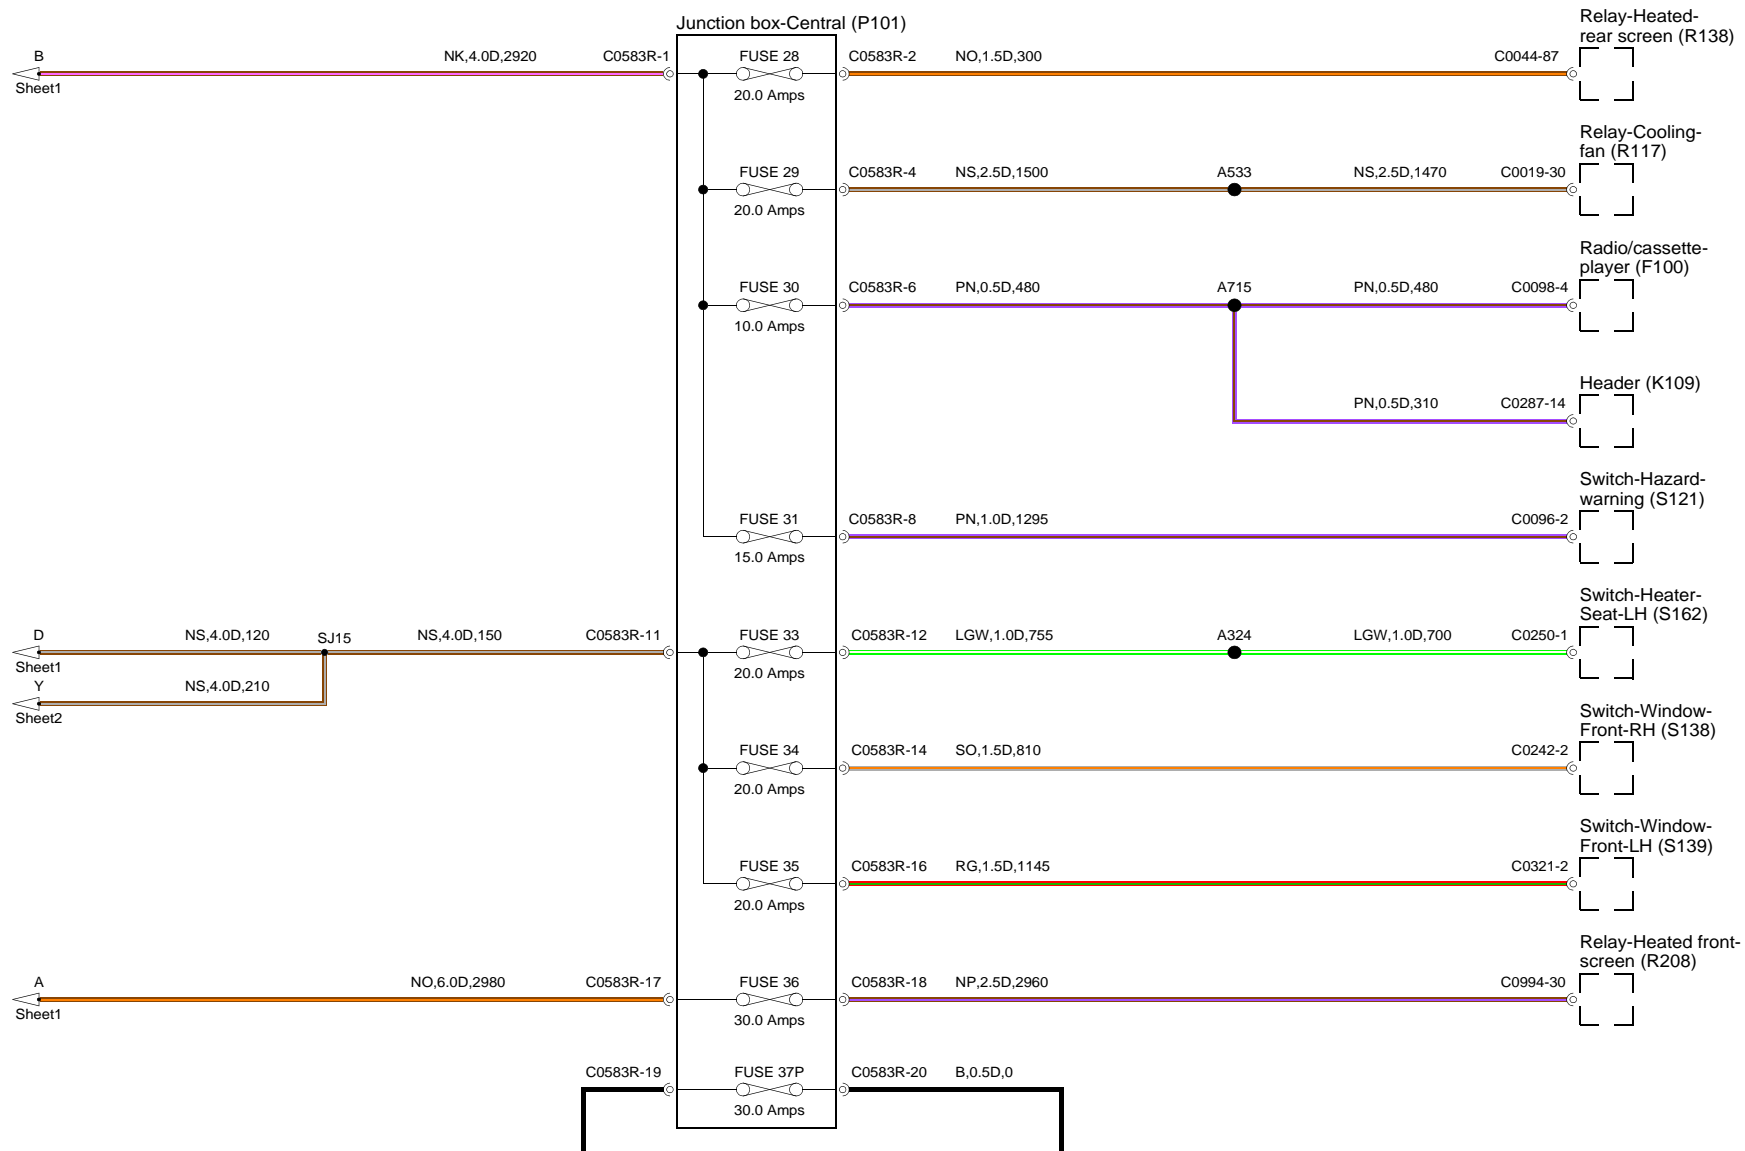 Junction box-Central (P101)
Relay-Heated-
rear screen (R138)
B
NK,4.0D,2920
C0583R-1
FUSE 28
C0583R-2
NO,1.5D,300
C0044-87
Sheet1
20.0 Amps
Relay-Cooling-
fan (R117)
FUSE 29
C0583R-4
NS,2.5D,1500
A533
NS,2.5D,1470
C0019-30
20.0 Amps
Radio/cassette-
player (F100)
FUSE 30
C0583R-6
PN,0.5D,480
A715
PN,0.5D,480
C0098-4
10.0 Amps
Header (K109)
PN,0.5D,310
C0287-14
Switch-Hazard-
warning (S121)
FUSE 31
C0583R-8
PN,1.0D,1295
C0096-2
15.0 Amps
Switch-Heater-
Seat-LH (S162)
D
NS,4.0D,120
SJ15
NS,4.0D,150
C0583R-11
FUSE 33
C0583R-12
LGW,1.0D,755
A324
LGW,1.0D,700
C0250-1
Sheet1
20.0 Amps
Y
NS,4.0D,210
Sheet2
Switch-Window-
Front-RH (S138)
FUSE 34
C0583R-14
SO,1.5D,810
C0242-2
20.0 Amps
Switch-Window-
Front-LH (S139)
FUSE 35
C0583R-16
RG,1.5D,1145
C0321-2
20.0 Amps
Relay-Heated front-
screen (R208)
A
NO,6.0D,2980
C0583R-17
FUSE 36
C0583R-18
NP,2.5D,2960
C0994-30
Sheet1
30.0 Amps
C0583R-19
FUSE 37P
C0583R-20
B,0.5D,0
30.0 Amps